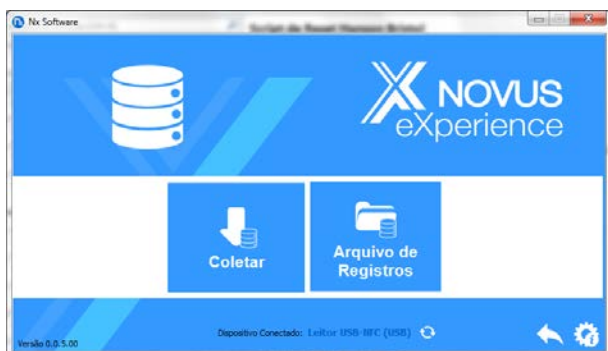 Nx Software
NOVUS
eXperience
Coletar
Arquivo de
Registros
Dispositivo Conectado: Leitor USB-NFC (USB)
Versão 0.0.5.00